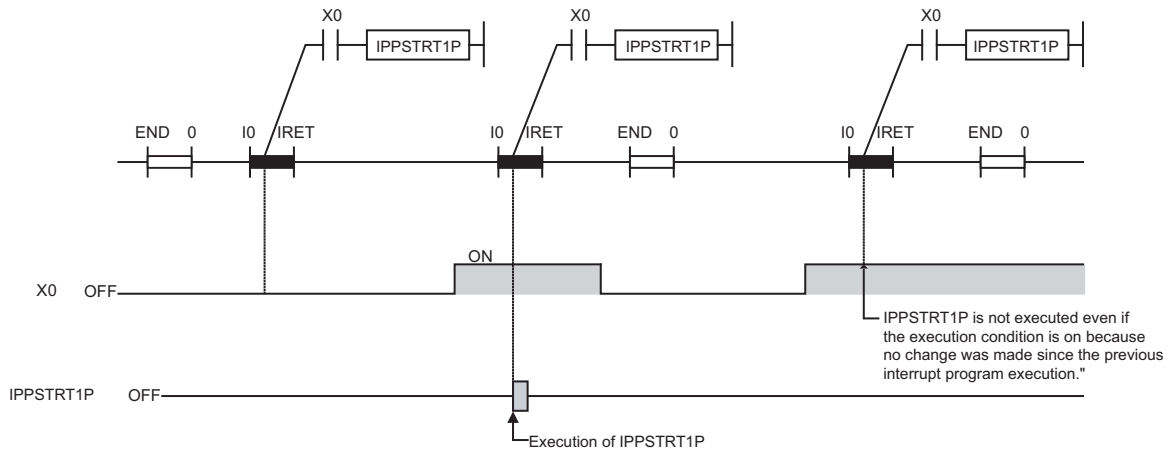 X0 X0 X0
IPPSTRT1P IPPSTRT1P IPPSTRT1P
END 0 I0 IRET I0 IRET END 0 I0 IRET END 0
ON
X0 OFF
IPPSTRT1P is not executed even if
the execution condition is on because
no change was made since the previous
interrupt program execution."
IPPSTRT1P OFF
Execution of IPPSTRT1P